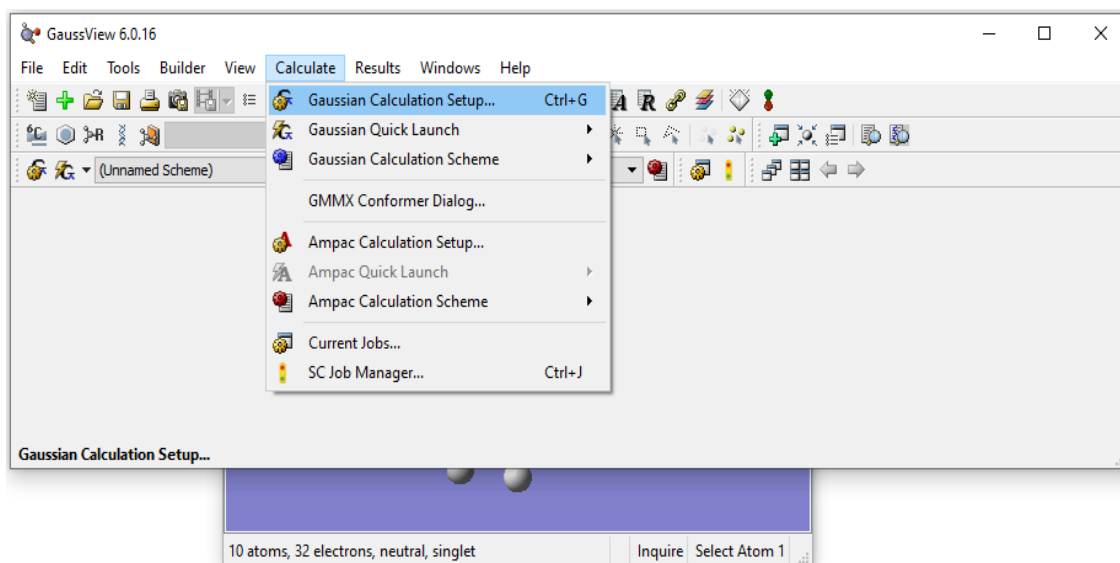 GaussView 6.0.16
File Edit Tools Builder View Calculate Results Windows Help
Gaussian Calculation Setup... Ctrl+G
Gaussian Quick Launch
Gaussian Calculation Scheme
(Unnamed Scheme)
GMMX Conformer Dialog...
Ampac Calculation Setup...
Ampac Quick Launch
Ampac Calculation Scheme
Current Jobs...
SC Job Manager... Ctrl+J
Gaussian Calculation Setup...
10 atoms, 32 electrons, neutral, singlet Inquire Select Atom 1